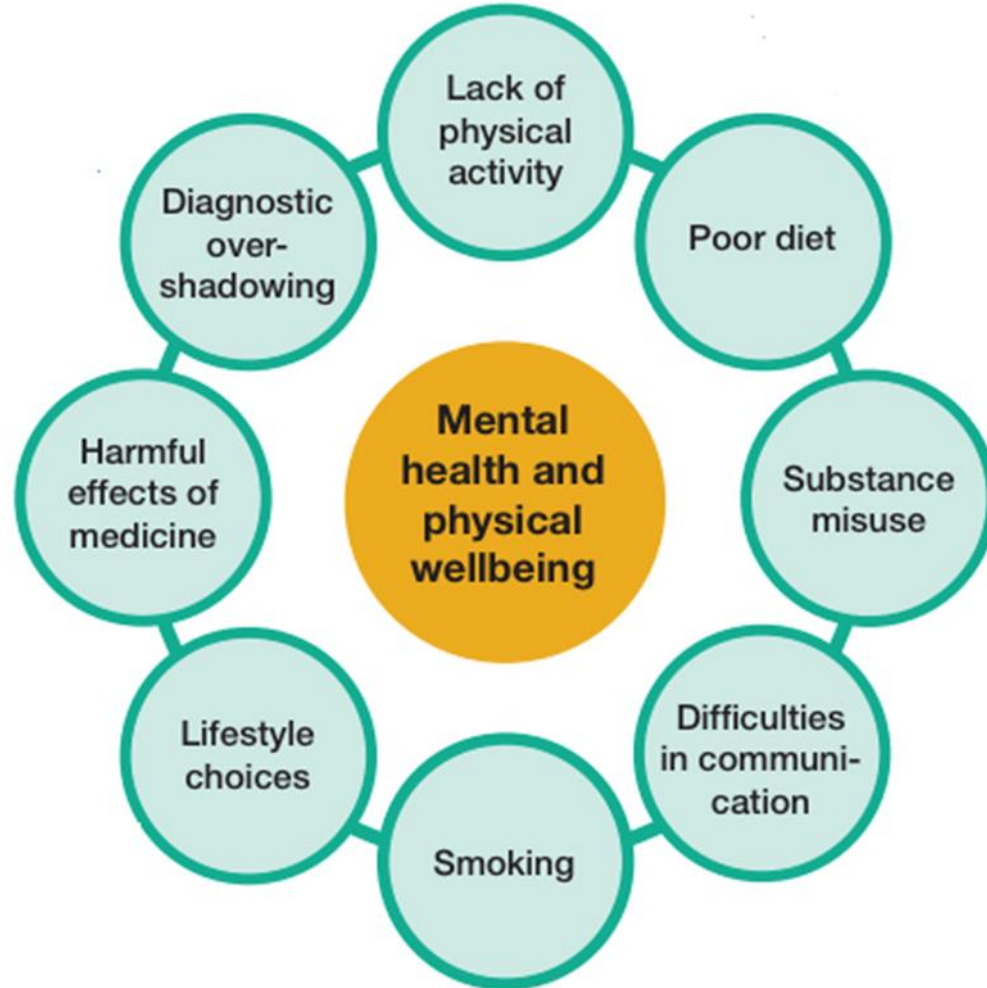 Mental
health and
physical
wellbeing
Lack of
physical
activity
Poor diet
Substance
misuse
Difficulties
in communi-
cation
Smoking
Lifestyle
choices
Harmful
effects of
medicine
Diagnostic
over-
shadowing